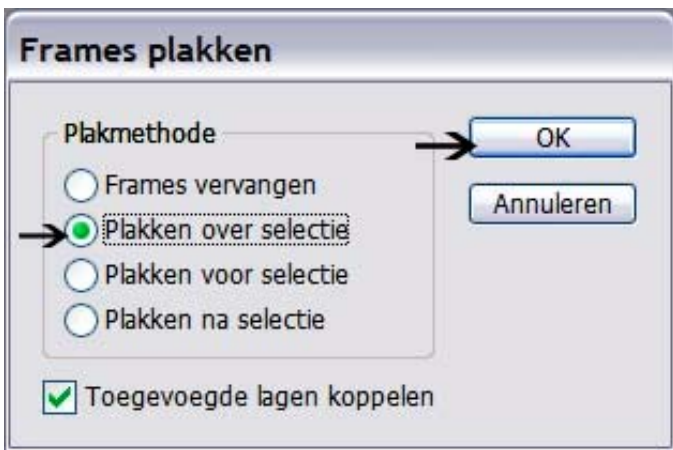 Frames plakken
Plakmethode
Frames vervangen
Plakken over selectie
Plakken voor selectie
Plakken na selectie
Toegevoegde lagen koppelen
OK
Annuleren